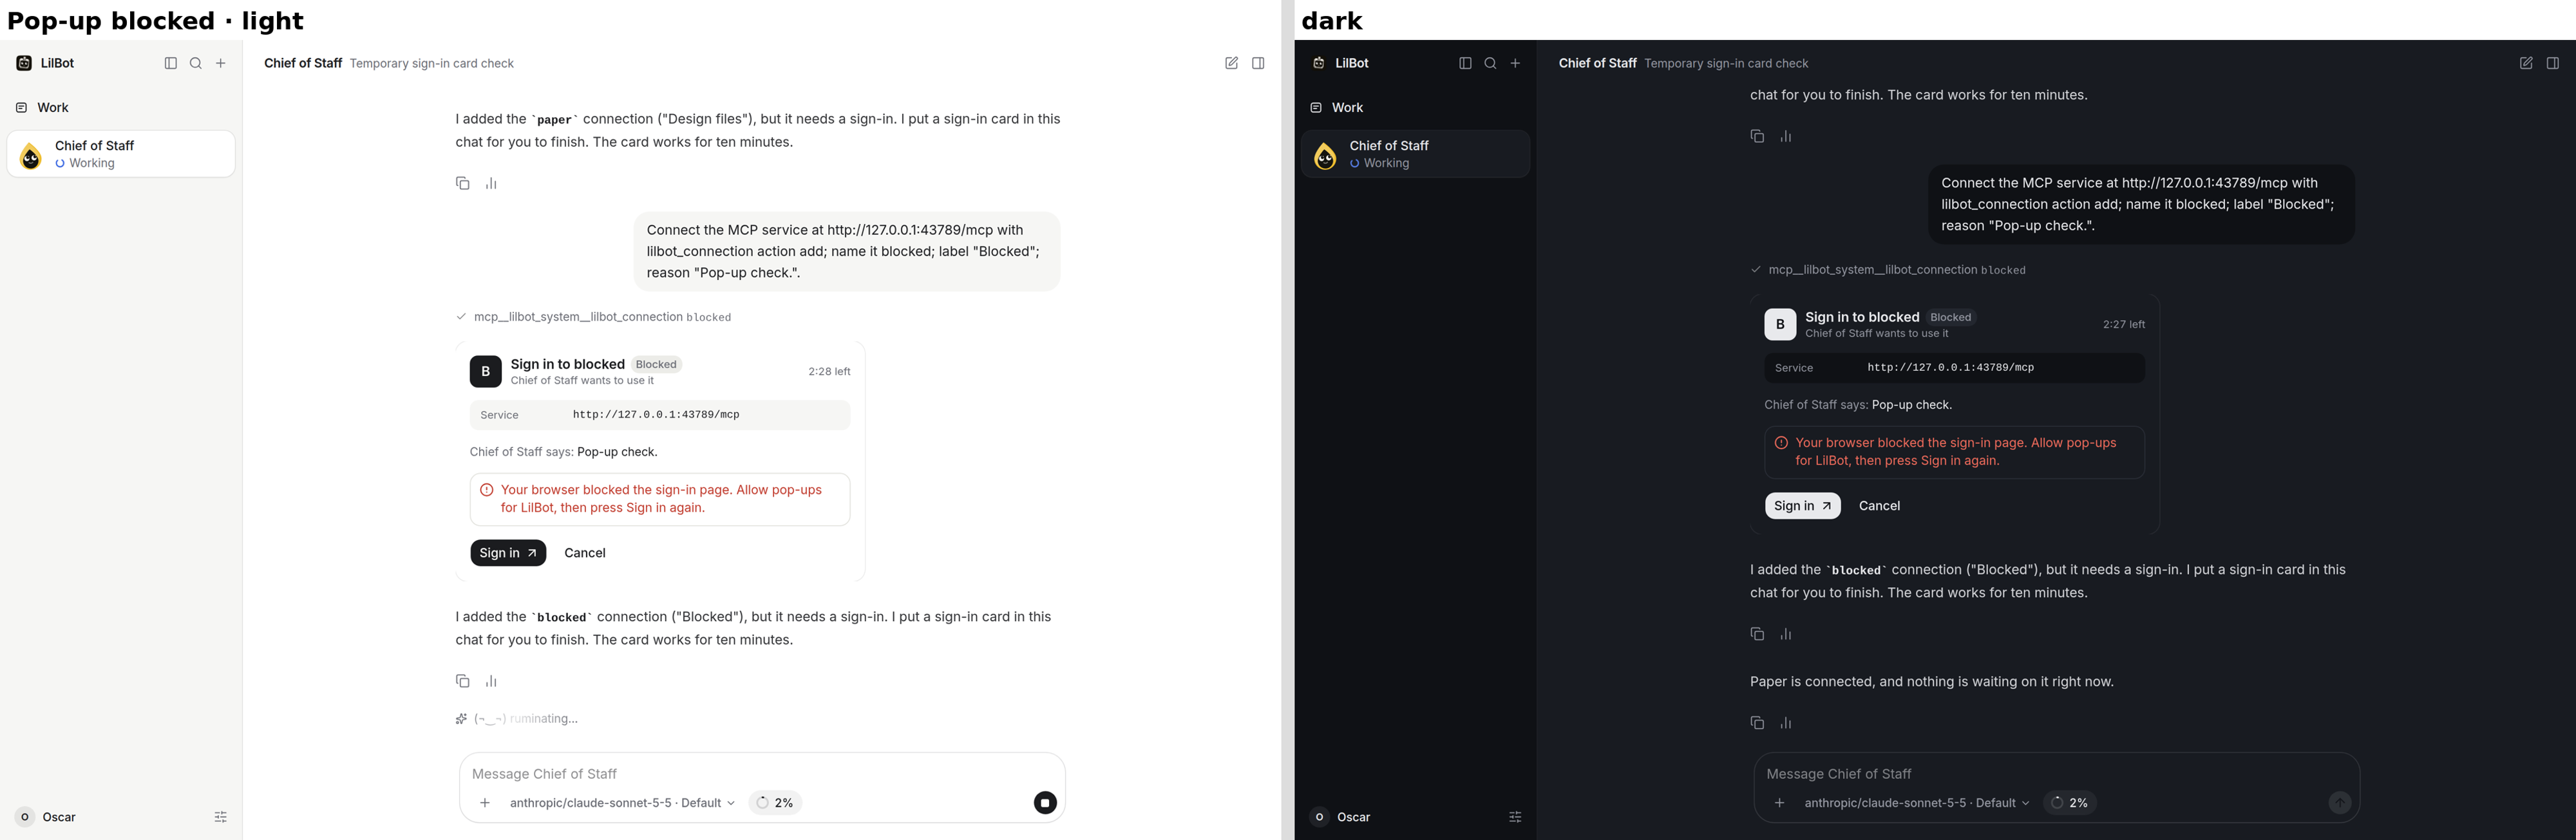 Pop-up blocked · light
LilBot
Work
Chief of Staff
Working
O
Oscar
Chief of Staff Temporary sign-in card check
I added the `paper` connection ("Design files"), but it needs a sign-in. I put a sign-in card in this
chat for you to finish. The card works for ten minutes.
Connect the MCP service at http://127.0.0.1:43789/mcp with
lilbot_connection action add; name it blocked; label "Blocked";
reason "Pop-up check.".
mcp__lilbot_system__lilbot_connection blocked
B
Sign in to blocked Blocked
Chief of Staff wants to use it
2:28 left
Service http://127.0.0.1:43789/mcp
Chief of Staff says: Pop-up check.
Your browser blocked the sign-in page. Allow pop-ups
for LilBot, then press Sign in again.
Sign in Cancel
I added the `blocked` connection ("Blocked"), but it needs a sign-in. I put a sign-in card in this
chat for you to finish. The card works for ten minutes.
(¬‿¬) ruminating...
Message Chief of Staff
anthropic/claude-sonnet-5-5 · Default 2%
dark
LilBot
Work
Chief of Staff
Working
O
Oscar
Chief of Staff Temporary sign-in card check
chat for you to finish. The card works for ten minutes.
Connect the MCP service at http://127.0.0.1:43789/mcp with
lilbot_connection action add; name it blocked; label "Blocked";
reason "Pop-up check.".
mcp__lilbot_system__lilbot_connection blocked
B
Sign in to blocked Blocked
Chief of Staff wants to use it
2:27 left
Service http://127.0.0.1:43789/mcp
Chief of Staff says: Pop-up check.
Your browser blocked the sign-in page. Allow pop-ups
for LilBot, then press Sign in again.
Sign in Cancel
I added the `blocked` connection ("Blocked"), but it needs a sign-in. I put a sign-in card in this
chat for you to finish. The card works for ten minutes.
Paper is connected, and nothing is waiting on it right now.
Message Chief of Staff
anthropic/claude-sonnet-5-5 · Default 2%